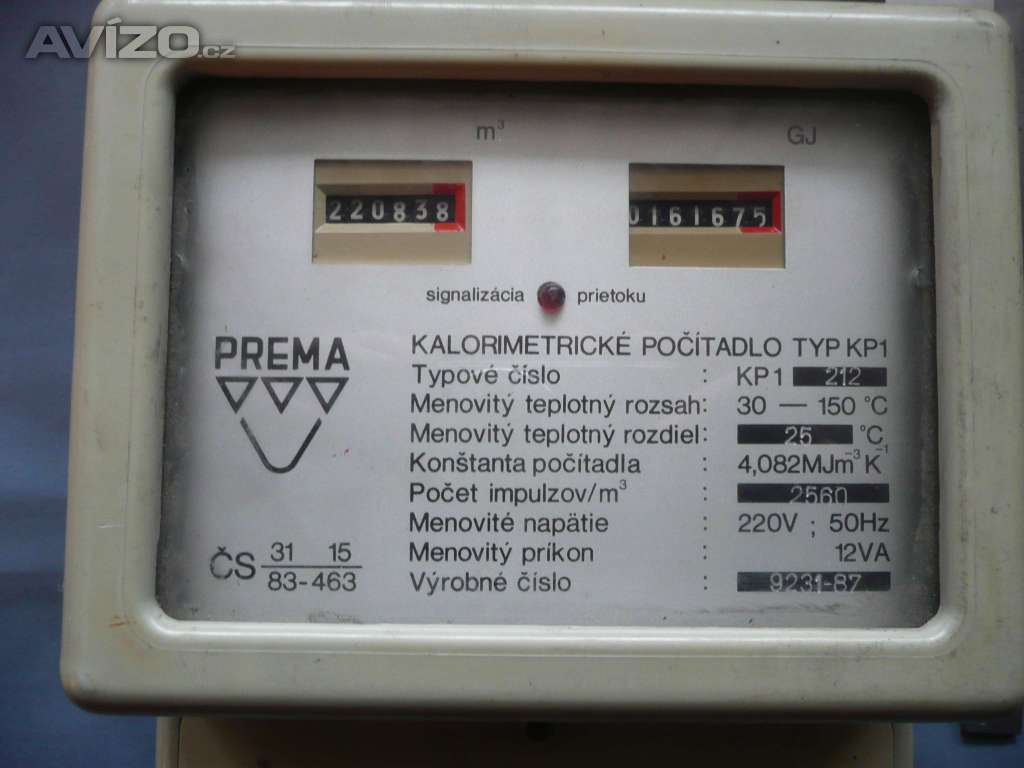 AVÍZO.cz
m³ GJ
220838 0161675
signalizácia prietoku
PREMA
KALORIMETRICKÉ POČÍTADLO TYP KP1
Typové číslo : KP1 212
Menovitý teplotný rozsah: 30 — 150 °C
Menovitý teplotný rozdiel: 25 °C
Konštanta počítadla : 4,082MJm⁻³K⁻¹
Počet impulzov/m³ : 2560
Menovité napätie : 220V ; 50Hz
Menovitý príkon : 12VA
Výrobné číslo : 9231-87
ČS 31 15
83-463